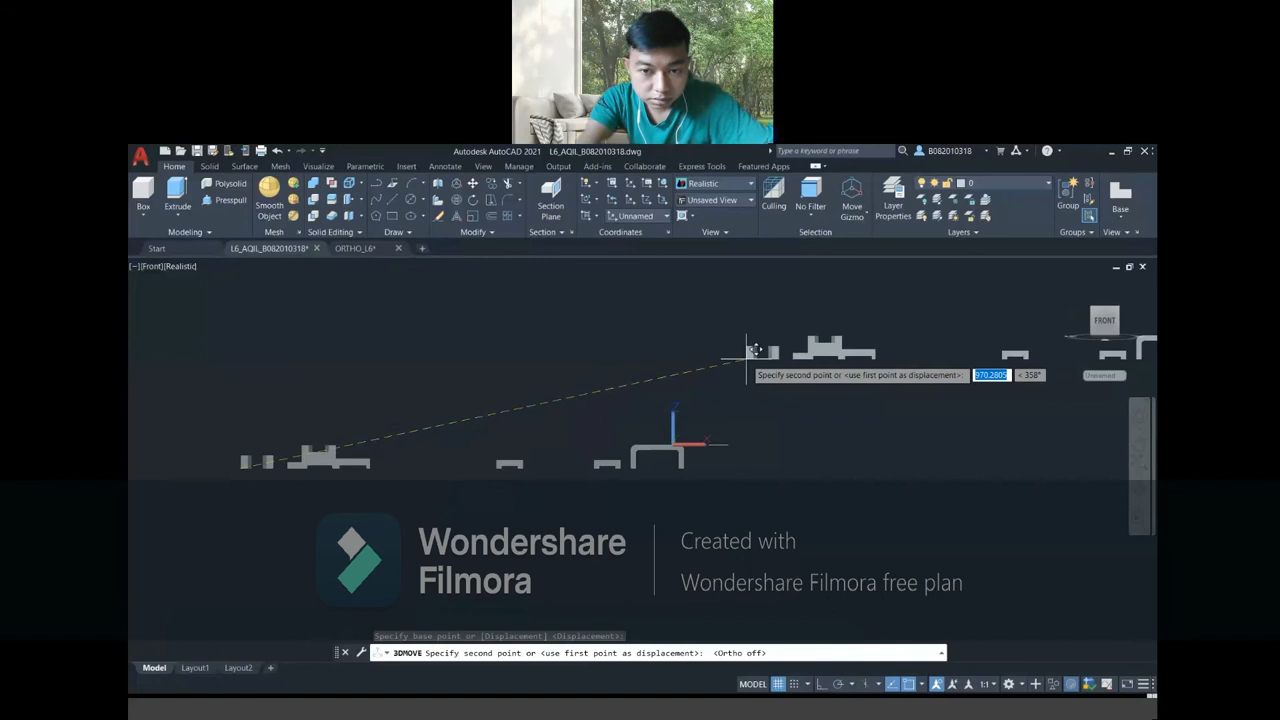 Autodesk AutoCAD 2021 L6_AQIL_B082010318.dwg
Type a keyword or phrase
B082010318
Home Solid Surface Mesh Visualize Parametric Insert Annotate View Manage Output Add-ins Collaborate Express Tools Featured Apps
Polysolid
Presspull
Box
Extrude
Smooth
Object
Section
Plane
Realistic
Unsaved View
Unnamed
Culling
No Filter
Move
Gizmo
Layer
Properties
0
Group
Base
Modeling
Mesh
Solid Editing
Draw
Modify
Section
Coordinates
View
Selection
Layers
Groups
View
Start
L6_AQIL_B082010318*
ORTHO_L6*
[−][Front][Realistic]
FRONT
Specify second point or <use first point as displacement>: 970.2805 < 358°
Unnamed
Z
X
Wondershare
Filmora
Created with
Wondershare Filmora free plan
Specify base point or [Displacement] <Displacement>:
3DMOVE Specify second point or <use first point as displacement>: <Ortho off>
Model Layout1 Layout2 +
MODEL
1:1